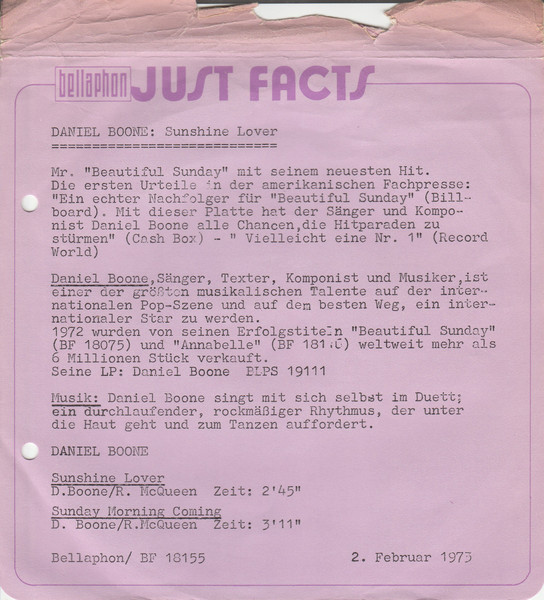 bellaphon JUST FACTS
DANIEL BOONE: Sunshine Lover
============================
Mr. "Beautiful Sunday" mit seinem neuesten Hit.
Die ersten Urteile in der amerikanischen Fachpresse:
"Ein echter Nachfolger für "Beautiful Sunday" (Bill-
board). Mit dieser Platte hat der Sänger und Kompo-
nist Daniel Boone alle Chancen,die Hitparaden zu
stürmen" (Cash Box) - " Vielleicht eine Nr. 1" (Record
World)
Daniel Boone,Sänger, Texter, Komponist und Musiker,ist
einer der größten musikalischen Talente auf der inter-
nationalen Pop-Szene und auf dem besten Weg, ein inter-
nationaler Star zu werden.
1972 wurden von seinen Erfolgstiteln "Beautiful Sunday"
(BF 18075) und "Annabelle" (BF weltweit mehr als
6 Millionen Stück verkauft.
Seine LP: Daniel Boone BLPS 19111
Musik: Daniel Boone singt mit sich selbst im Duett;
ein durchlaufender, rockmäßiger Rhythmus, der unter
die Haut geht und zum Tanzen auffordert.
DANIEL BOONE
Sunshine Lover
D.Boone/R. McQueen Zeit: 2'45"
Sunday Morning Coming
D. Boone/R.McQueen Zeit: 3'11"
Bellaphon/ BF 18155 2. Februar 1973